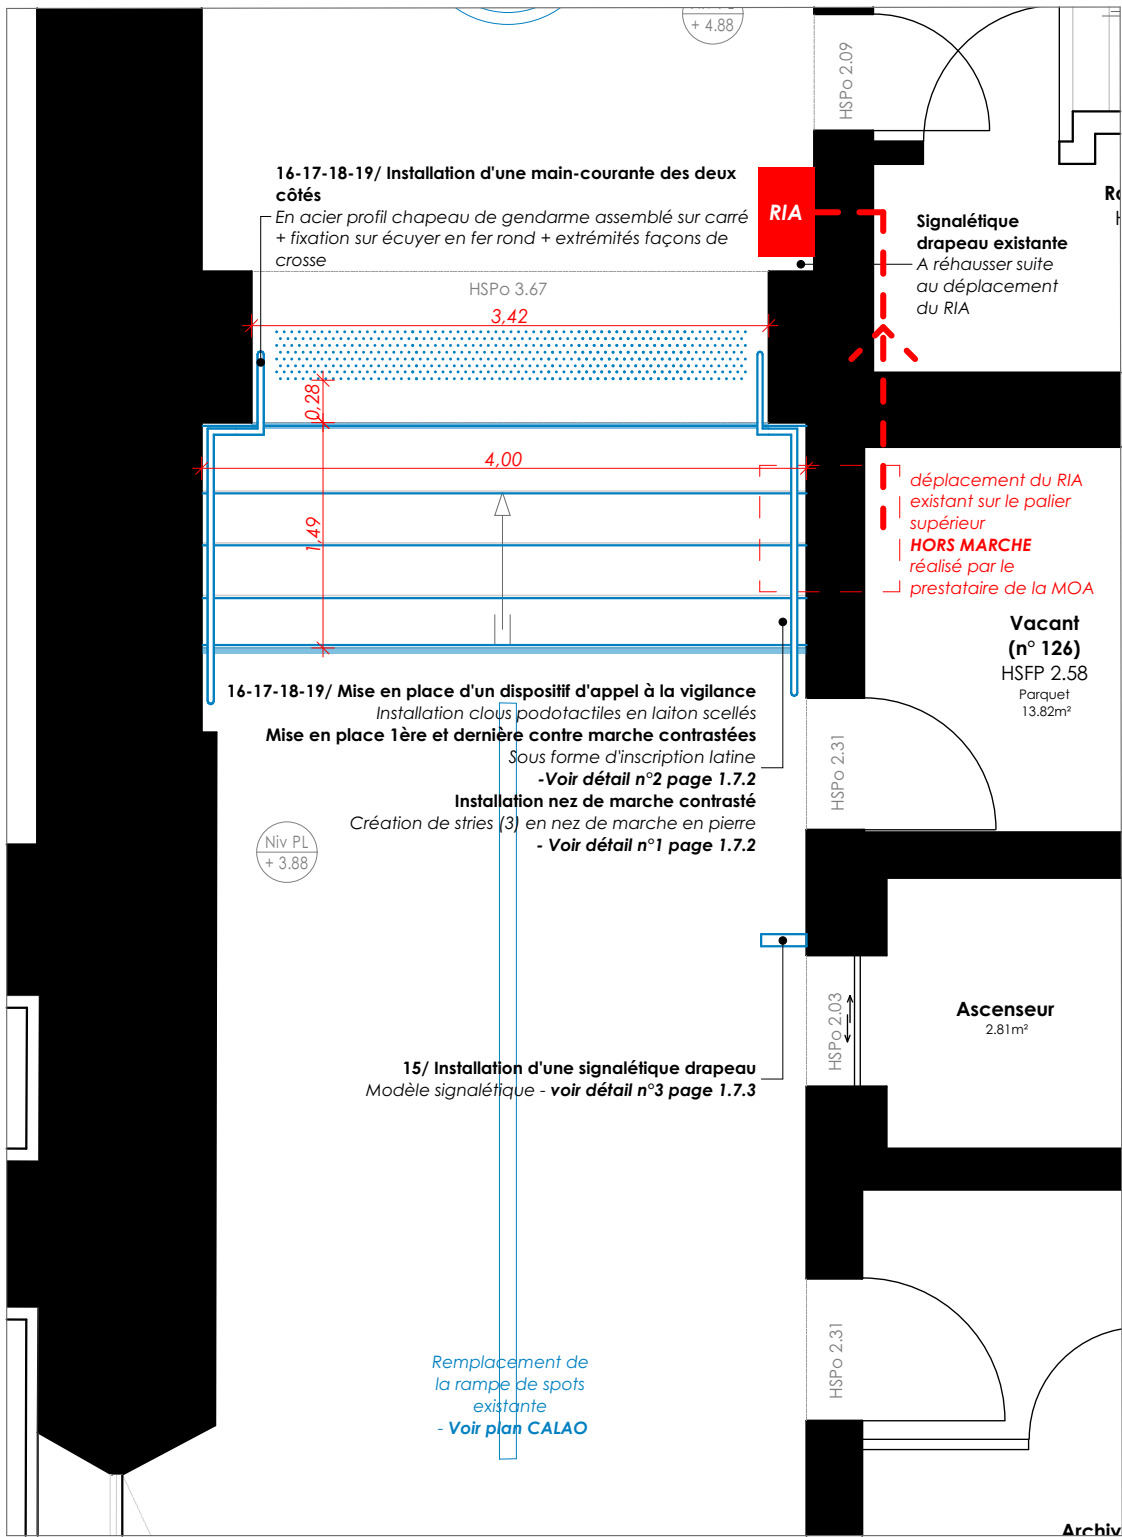 + 4.88
HSPo 2.09
16-17-18-19/ Installation d'une main-courante des deux
côtés
En acier profil chapeau de gendarme assemblé sur carré
+ fixation sur écuyer en fer rond + extrémités façons de
crosse
RIA
Signalétique
drapeau existante
A réhausser suite
au déplacement
du RIA
HSPo 3.67
3,42
0,28
4,00
1,49
déplacement du RIA
existant sur le palier
supérieur
HORS MARCHE
réalisé par le
prestataire de la MOA
Vacant
(n° 126)
HSFP 2.58
Parquet
13.82m²
16-17-18-19/ Mise en place d'un dispositif d'appel à la vigilance
Installation clous podotactiles en laiton scellés
Mise en place 1ère et dernière contre marche contrastées
Sous forme d'inscription latine
-Voir détail n°2 page 1.7.2
Installation nez de marche contrasté
Création de stries (3) en nez de marche en pierre
- Voir détail n°1 page 1.7.2
HSPo 2.31
Niv PL
+ 3.88
HSPo 2.03
Ascenseur
2.81m²
15/ Installation d'une signalétique drapeau
Modèle signalétique - voir détail n°3 page 1.7.3
HSPo 2.31
Remplacement de
la rampe de spots
existante
- Voir plan CALAO
Archiv